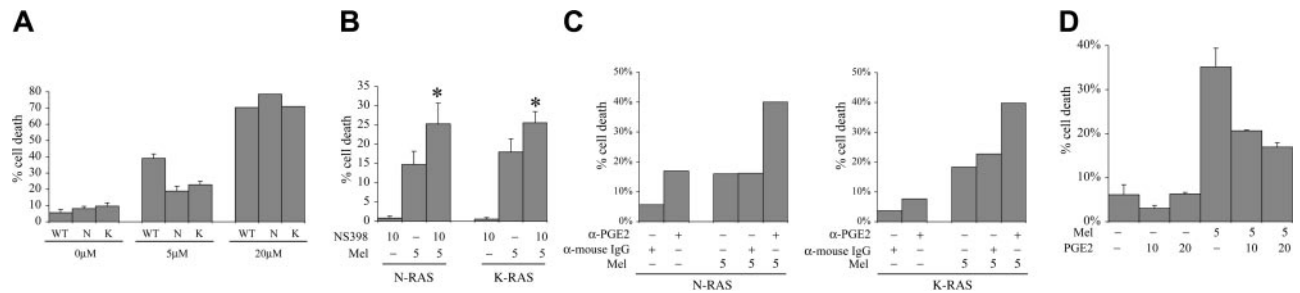 A
% cell death
80
70
60
50
40
30
20
10
0
WT N K WT N K WT N K
0µM 5µM 20µM
B
% cell death
35
30
25
20
15
10
5
0
* *
NS398 10 – 10 10 – 10
Mel – 5 5 – 5 5
N-RAS K-RAS
C
% cell death
50%
40%
30%
20%
10%
0%
α-PGE2 – + – – +
α-mouse IgG + – – + –
Mel – – 5 5 5
N-RAS
% cell death
50%
40%
30%
20%
10%
0%
α-PGE2 – + – – +
α-mouse IgG + – – + –
Mel – – 5 5 5
K-RAS
D
% cell death
40%
30%
20%
10%
0%
Mel – – – 5 5 5
PGE2 – 10 20 – 10 20